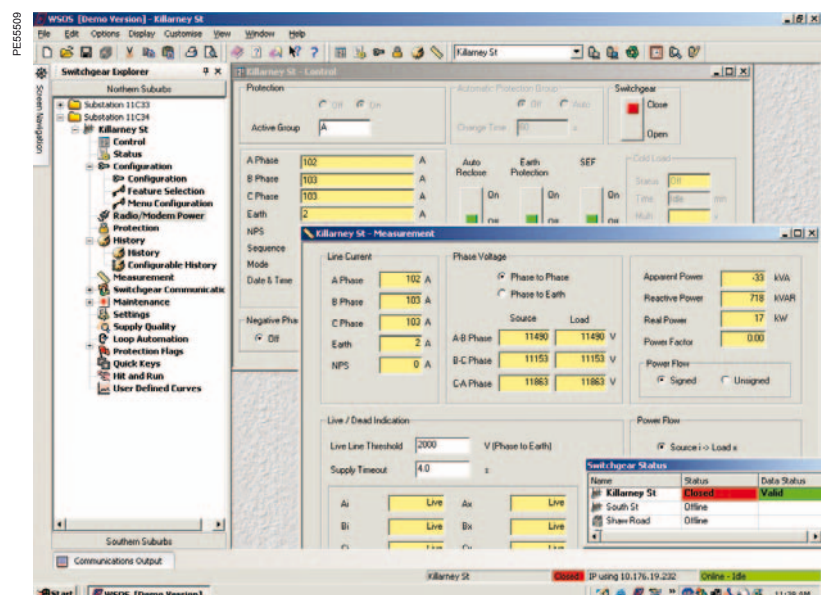 PE55509
WSOS [Demo Version] - Killarney St
File Edit Options Display Customise View Window Help
Killarney St
Screen Navigation
Switchgear Explorer
Northern Suburbs
Substation 11C33
Substation 11C34
Killarney St
Control
Status
Configuration
Configuration
Feature Selection
Menu Configuration
Radio/Modem Power
Protection
History
History
Configurable History
Measurement
Switchgear Communicatic
Maintenance
Settings
Supply Quality
Loop Automation
Protection Flags
Quick Keys
Hit and Run
User Defined Curves
Southern Suburbs
Communications Output
Killarney St - Control
Protection
Off On
Active Group A
Automatic Protection Group
Off Auto
Change Time 60 s
Switchgear
Close
Open
A Phase 102 A
B Phase 103 A
C Phase 103 A
Earth 2 A
NPS
Sequence
Mode
Date & Time
Negative Pha
Off
Auto Reclose
Earth Protection
SEF
On On On
Cold Load
Status Off
Time Idle min
Mult
Killarney St - Measurement
Line Current
A Phase 102 A
B Phase 103 A
C Phase 103 A
Earth 2 A
NPS 0 A
Phase Voltage
Phase to Phase
Phase to Earth
Source Load
A-B Phase 11490 11490 V
B-C Phase 11153 11153 V
C-A Phase 11863 11863 V
Apparent Power -33 kVA
Reactive Power 718 kVAR
Real Power 17 kW
Power Factor 0.00
Power Flow
Signed Unsigned
Live / Dead Indication
Live Line Threshold 2000 V (Phase to Earth)
Supply Timeout 4.0 s
Ai Live Ax Live
Bi Live Bx Live
Power Flow
Source i -> Load x
Switchgear Status
Name Status Data Status
Killarney St Closed Valid
South St Offline
Shaw Road Offline
Killarney St Closed IP using 10.176.19.232 Online - Idle
Start WSOS [Demo Version] 11:38 AM